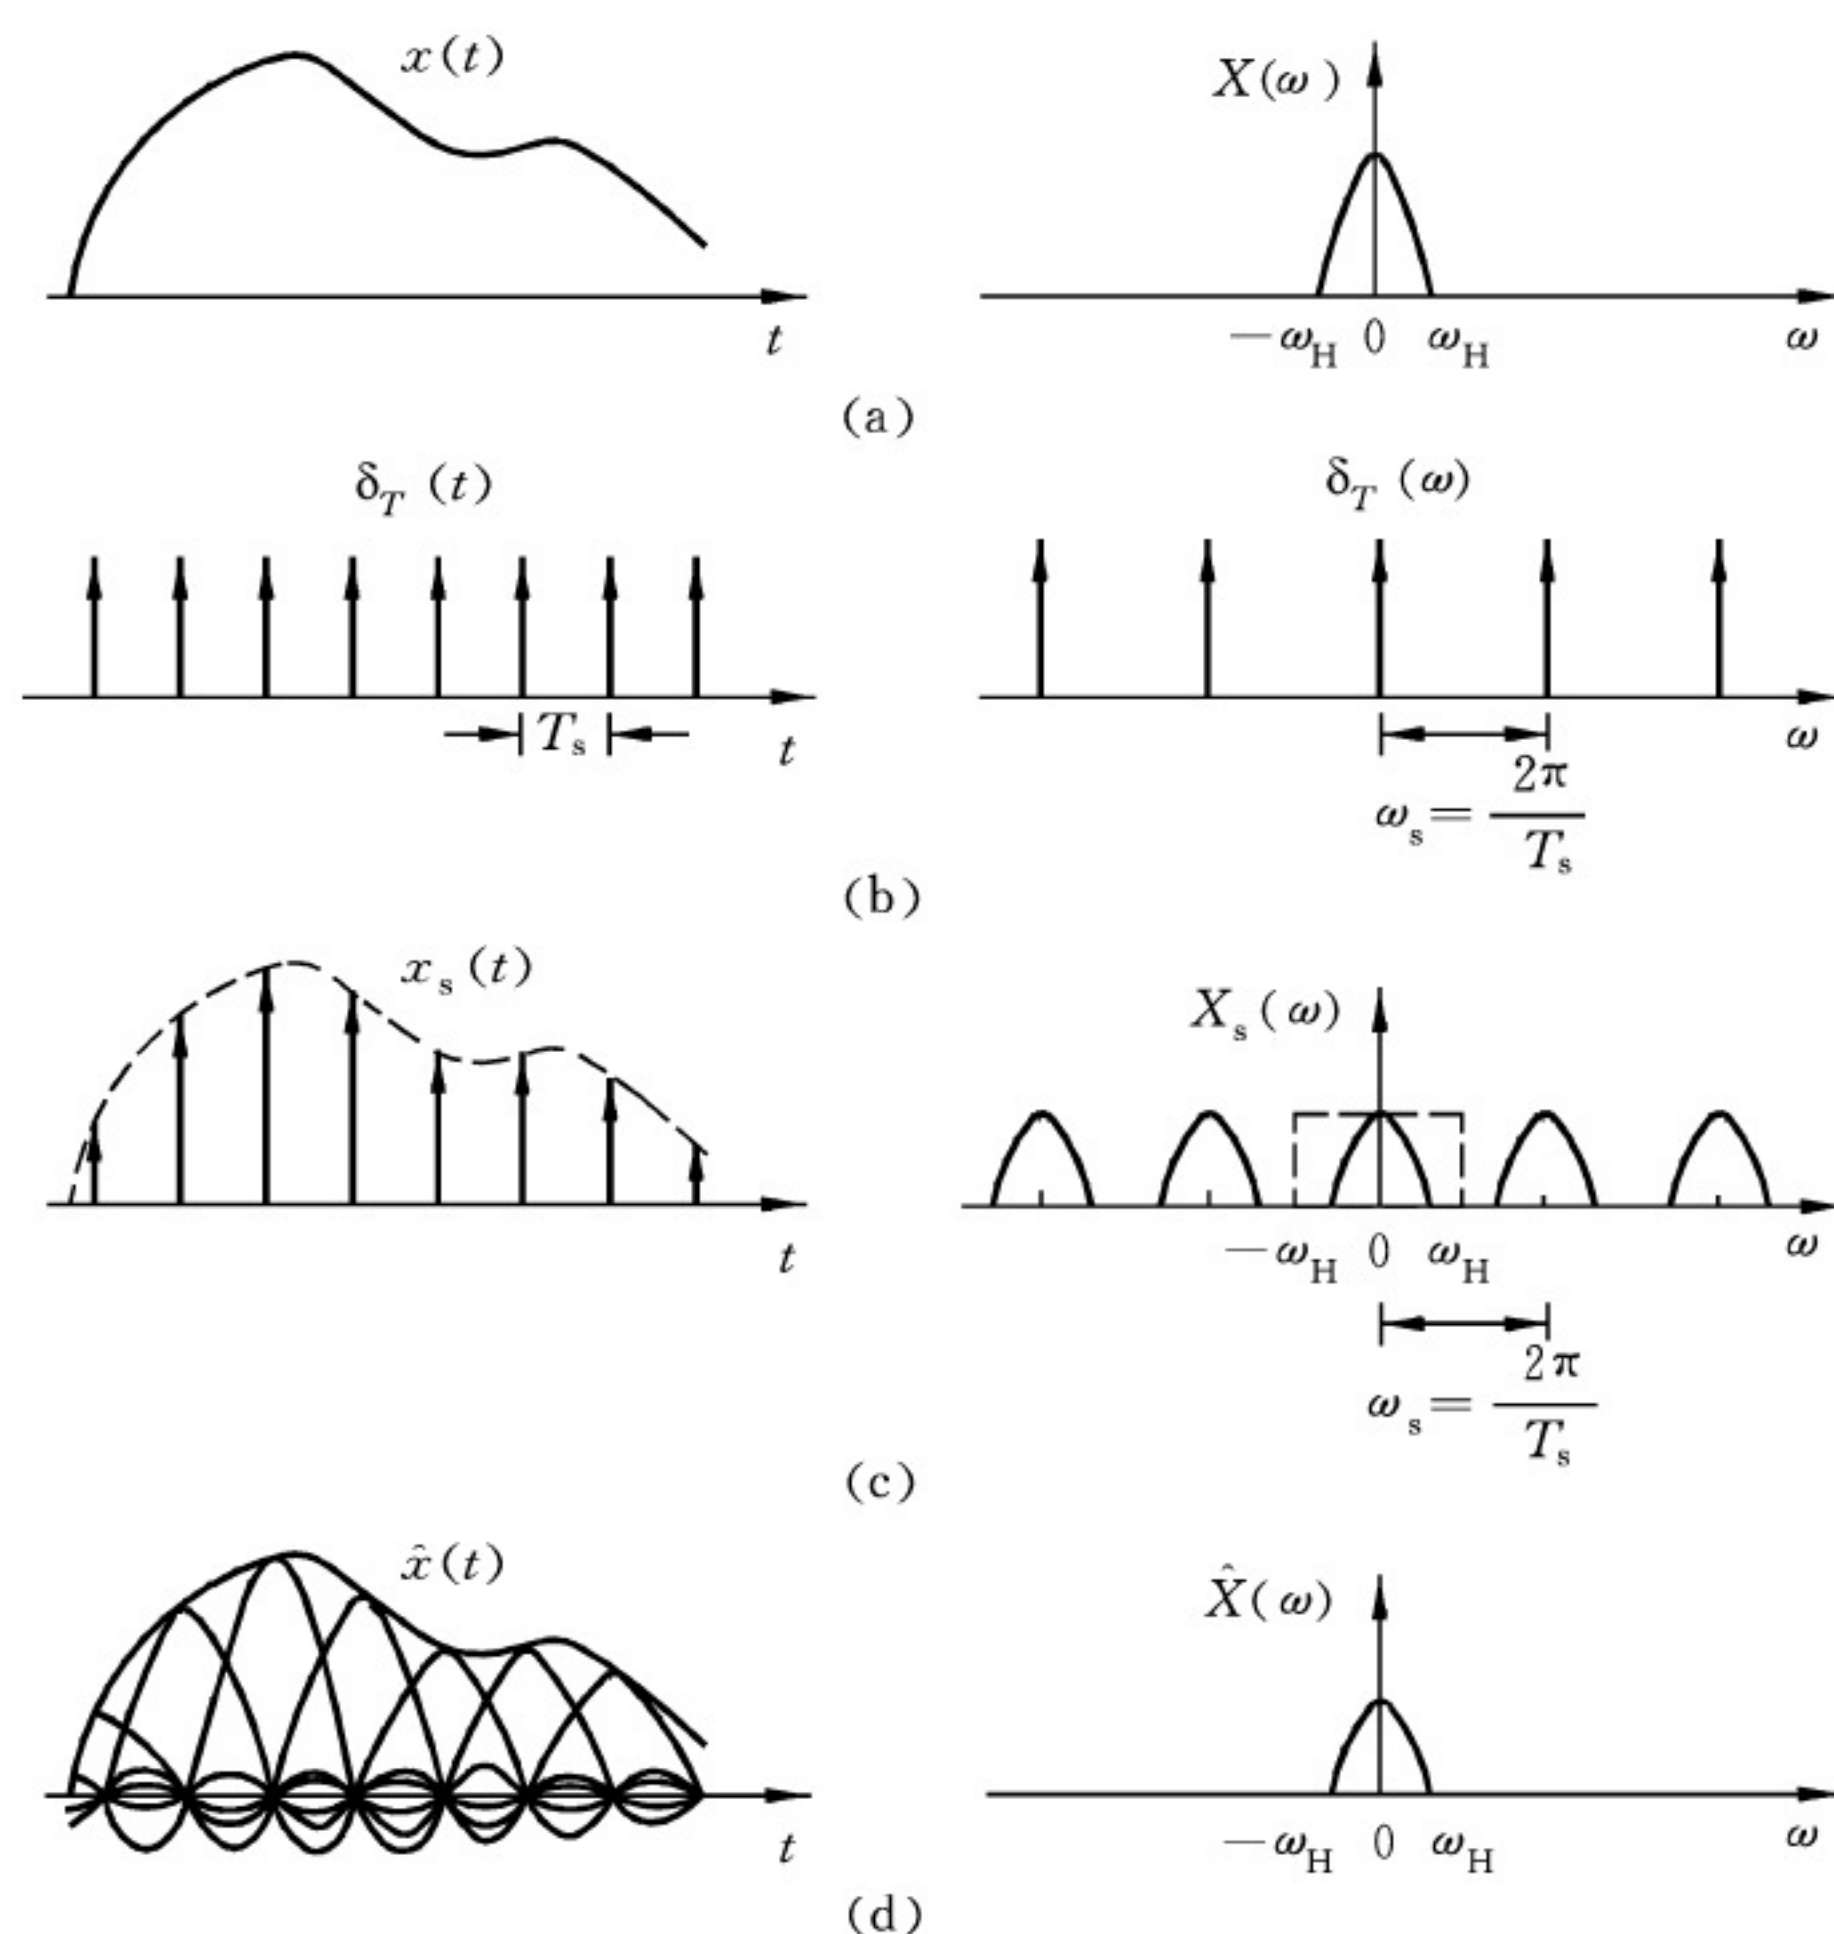 x(t)
X(ω)
t
−ω_H 0 ω_H ω
(a)
δ_T (t)
δ_T (ω)
T_s
t
ω
ω_s = 2π/T_s
(b)
x_s (t)
X_s (ω)
t
−ω_H 0 ω_H ω
ω_s = 2π/T_s
(c)
x̂(t)
X̂(ω)
t
−ω_H 0 ω_H ω
(d)